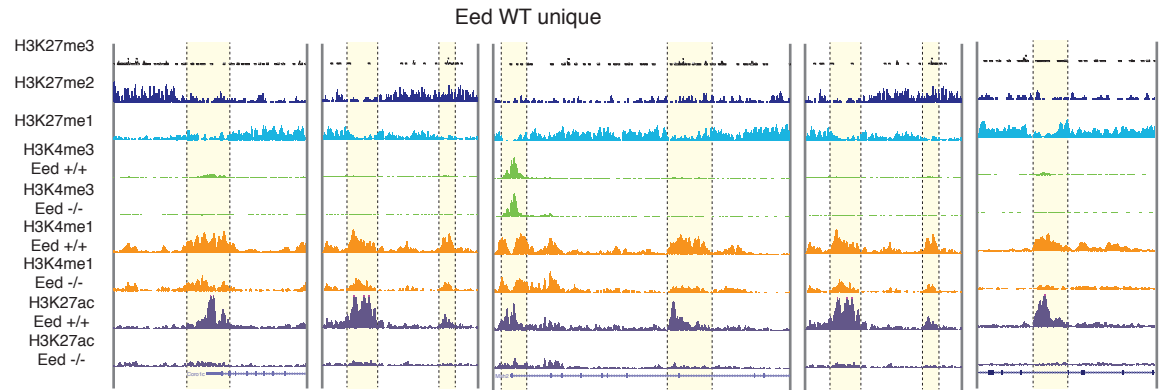 Eed WT unique
H3K27me3
H3K27me2
H3K27me1
H3K4me3
Eed +/+
H3K4me3
Eed -/-
H3K4me1
Eed +/+
H3K4me1
Eed -/-
H3K27ac
Eed +/+
H3K27ac
Eed -/-